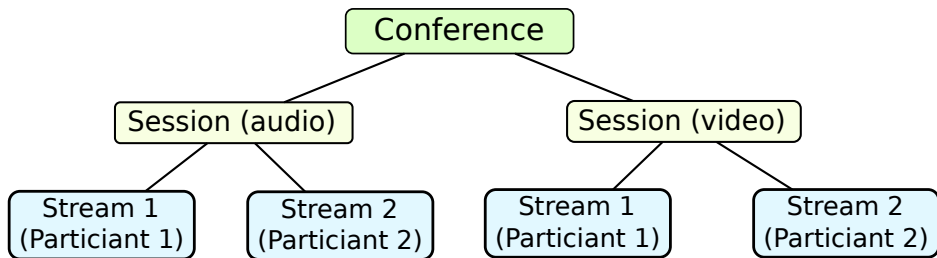 Conference
Session (audio)
Session (video)
Stream 1
(Particiant 1)
Stream 2
(Particiant 2)
Stream 1
(Particiant 1)
Stream 2
(Particiant 2)